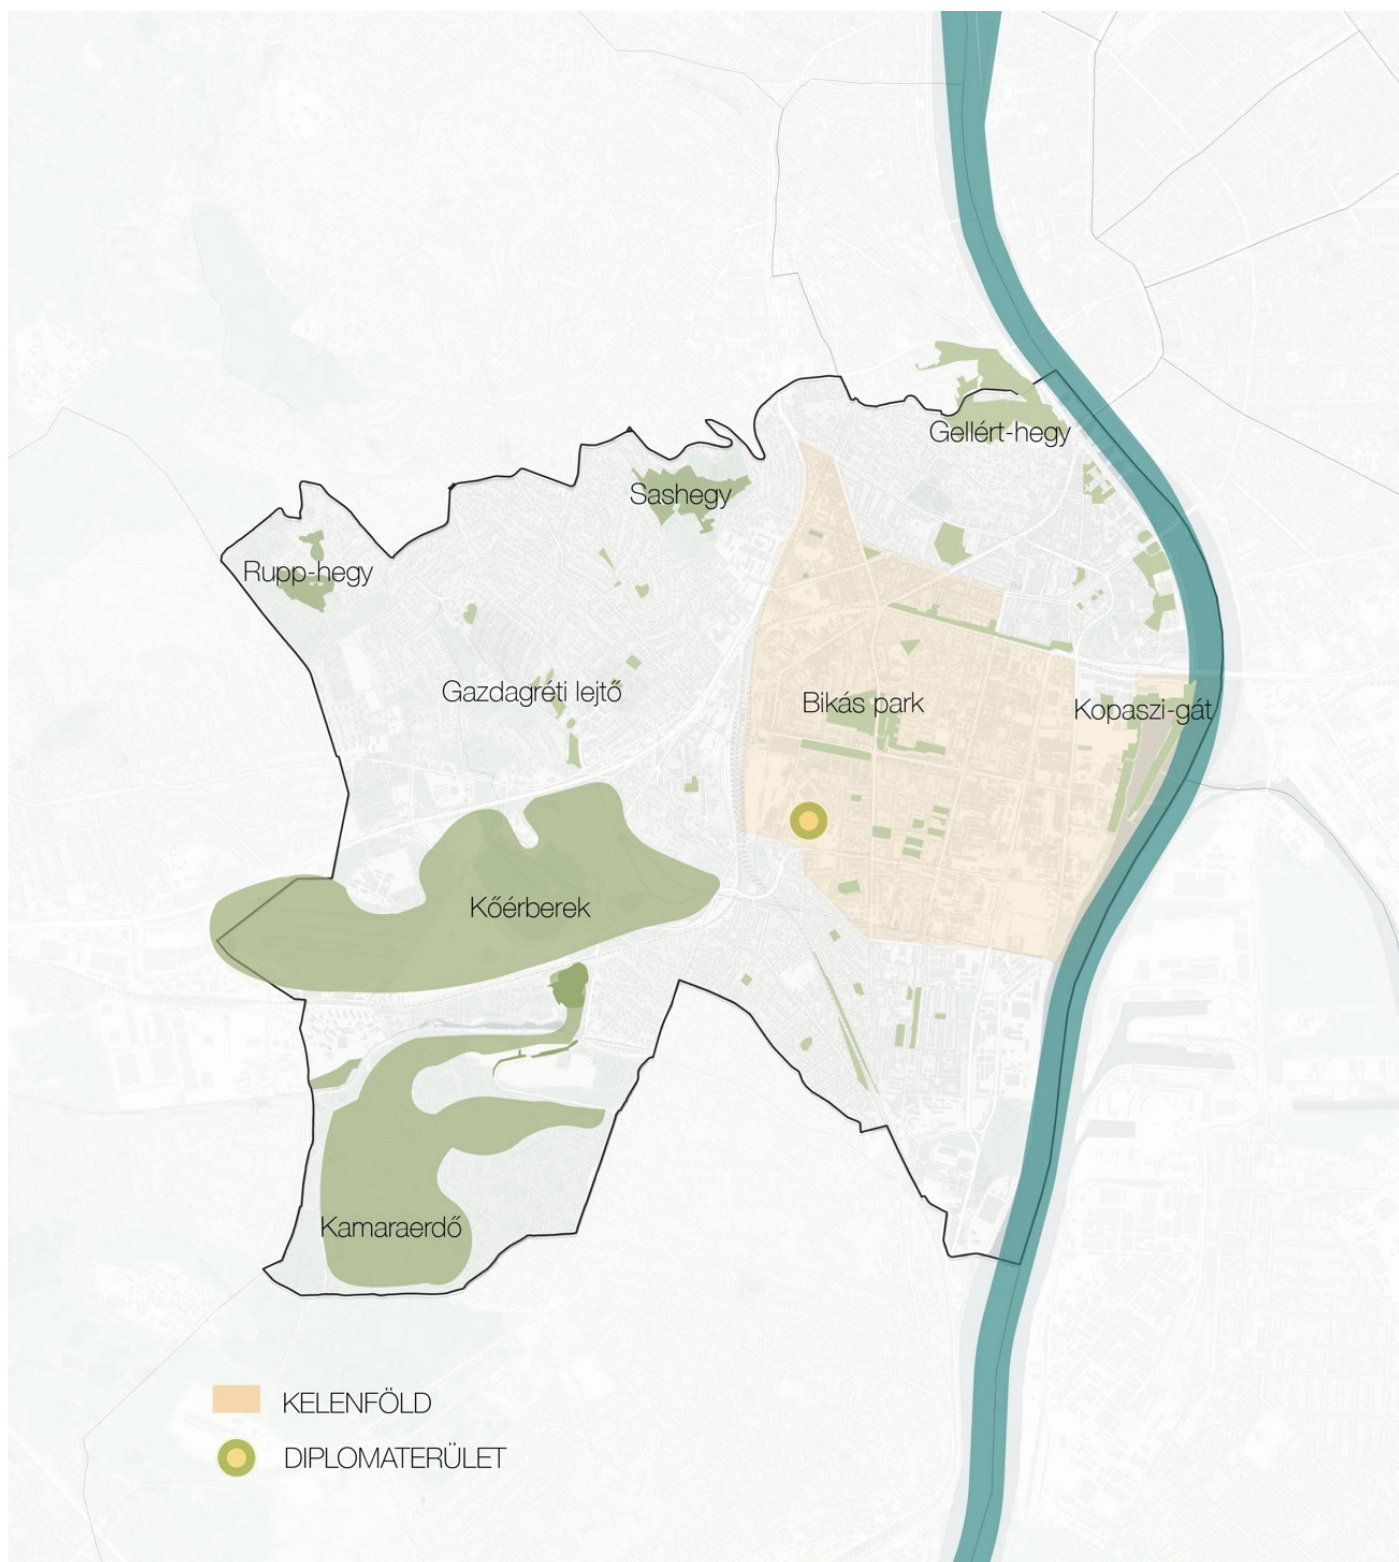 Gellért-hegy
Sashegy
Rupp-hegy
Gazdagréti lejtő
Bikás park
Kopaszi-gát
Kőérberek
Kamaraerdő
KELENFÖLD
DIPLOMATERÜLET